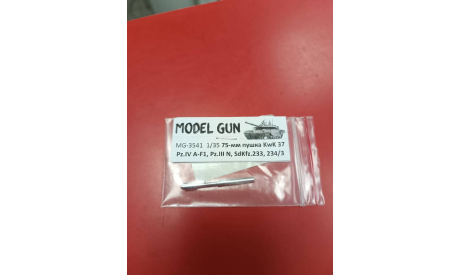 MODEL GUN
MG-3541 1/35 75-мм пушка KwK 37
Pz.IV A-F1, Pz.III N, SdKfz.233, 234/3